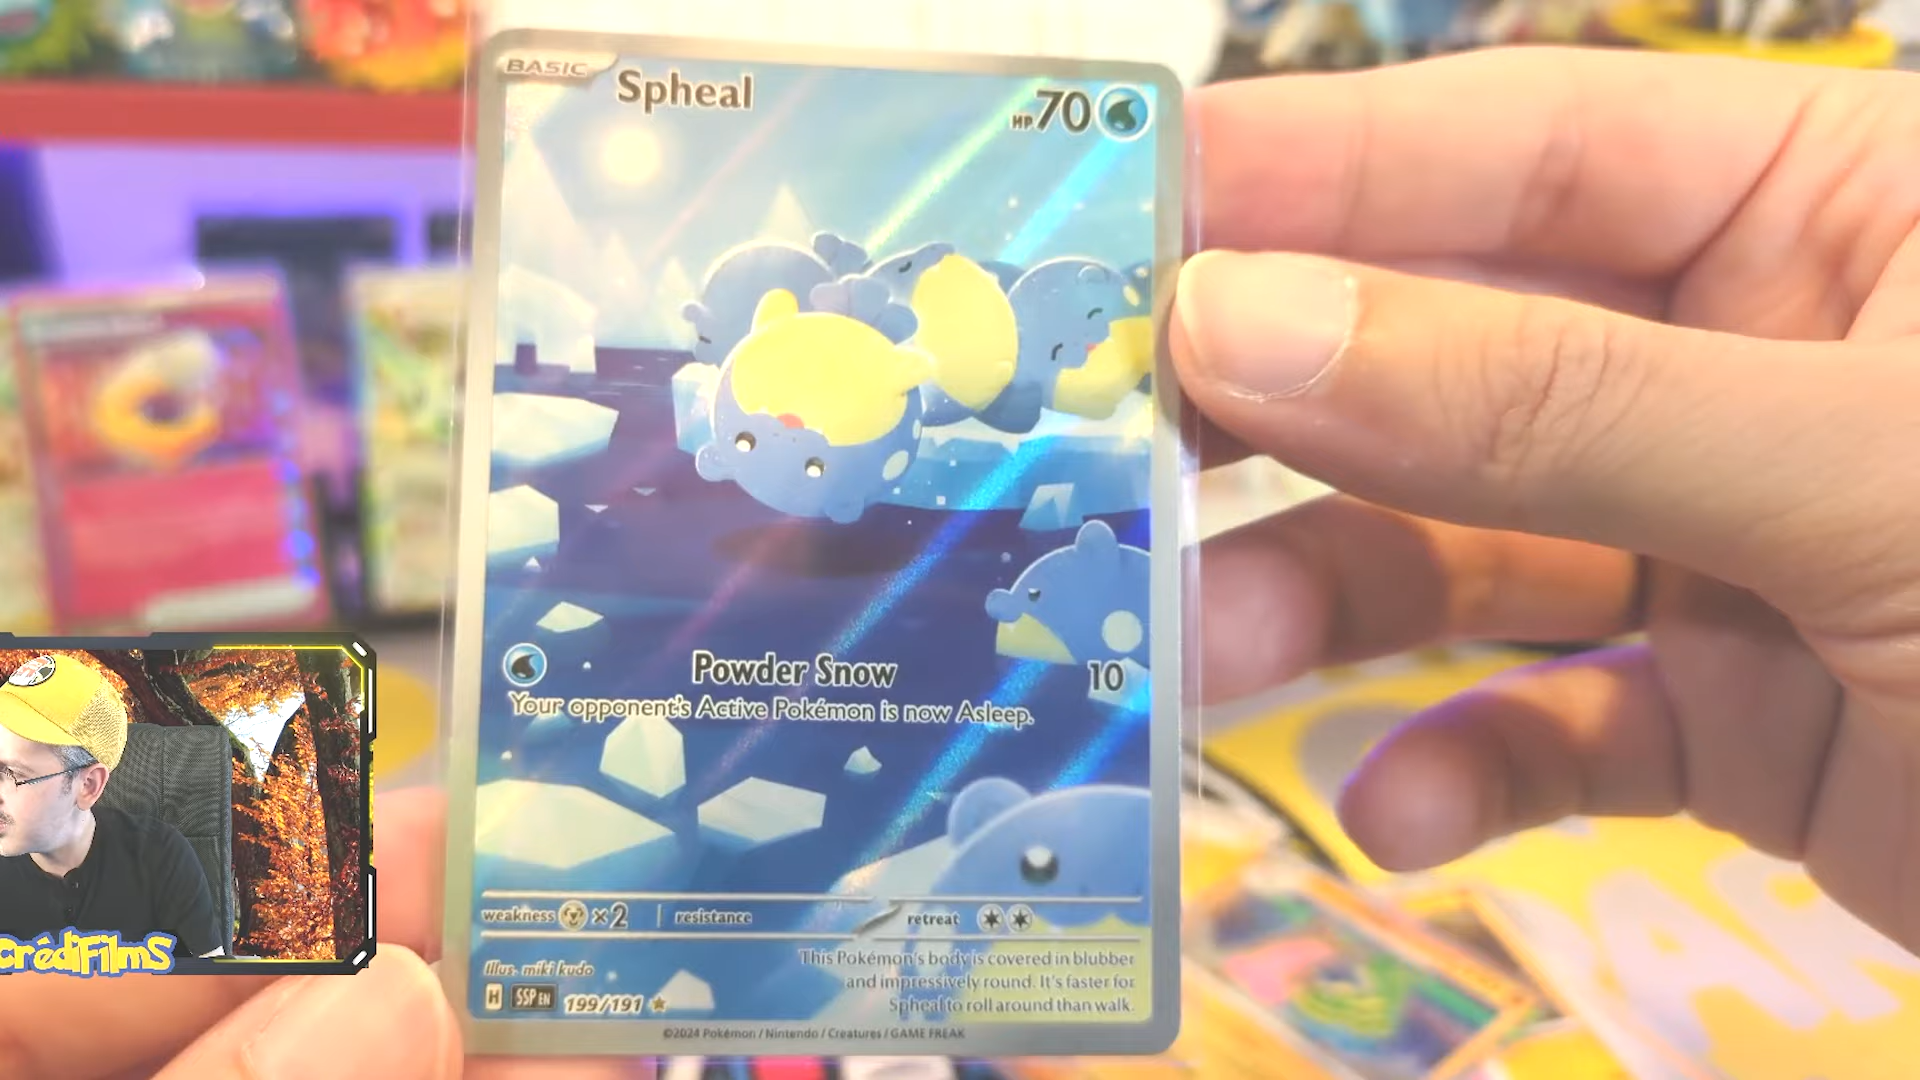 BASIC
Spheal
HP 70
Powder Snow
10
Your opponent's Active Pokémon is now Asleep.
weakness ×2
resistance
retreat
This Pokémon's body is covered in blubber
and impressively round. It's faster for
Spheal to roll around than walk.
Illus. miki kudo
H SSP EN 199/191
©2024 Pokémon / Nintendo / Creatures / GAME FREAK
crédiFilmS